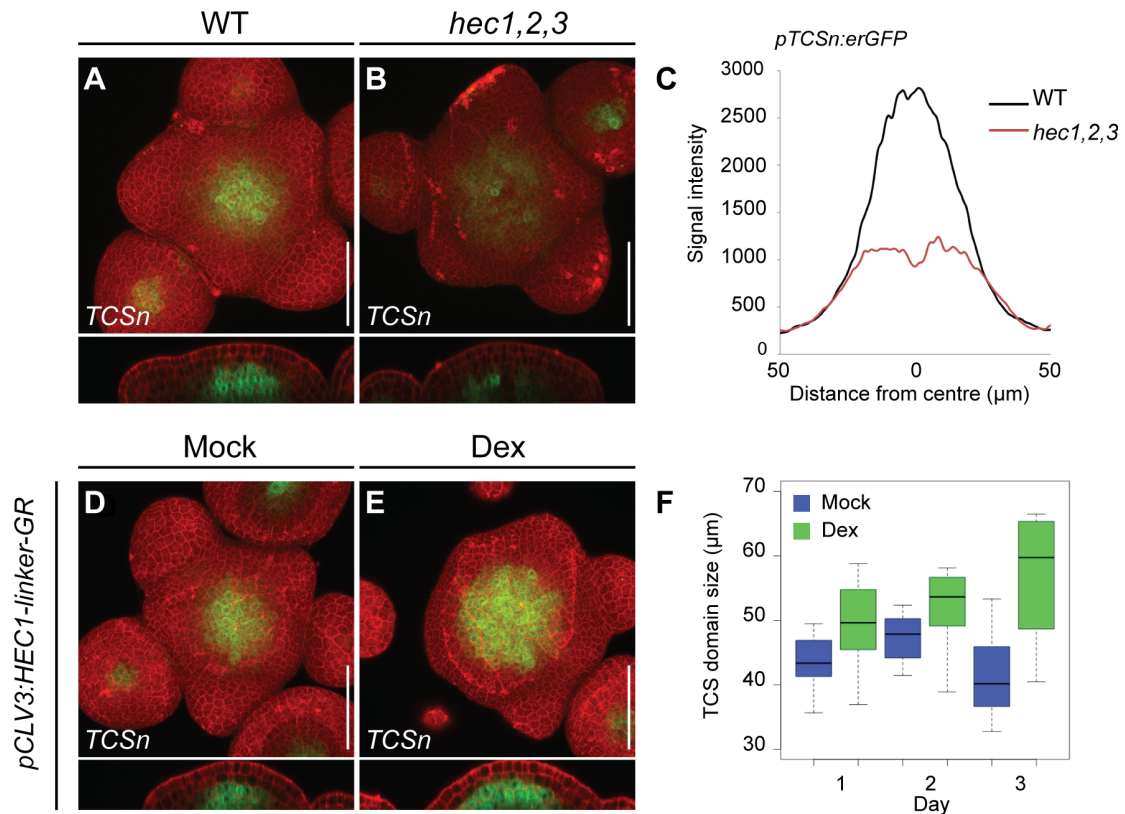 WT
hec1,2,3
A
TCSn
B
TCSn
C
pTCSn:erGFP
3000
2500
2000
1500
1000
500
0
Signal intensity
WT
hec1,2,3
50
0
50
Distance from centre (µm)
pCLV3:HEC1-linker-GR
Mock
Dex
D
TCSn
E
TCSn
F
70
60
50
40
30
TCS domain size (µm)
Mock
Dex
1
2
3
Day